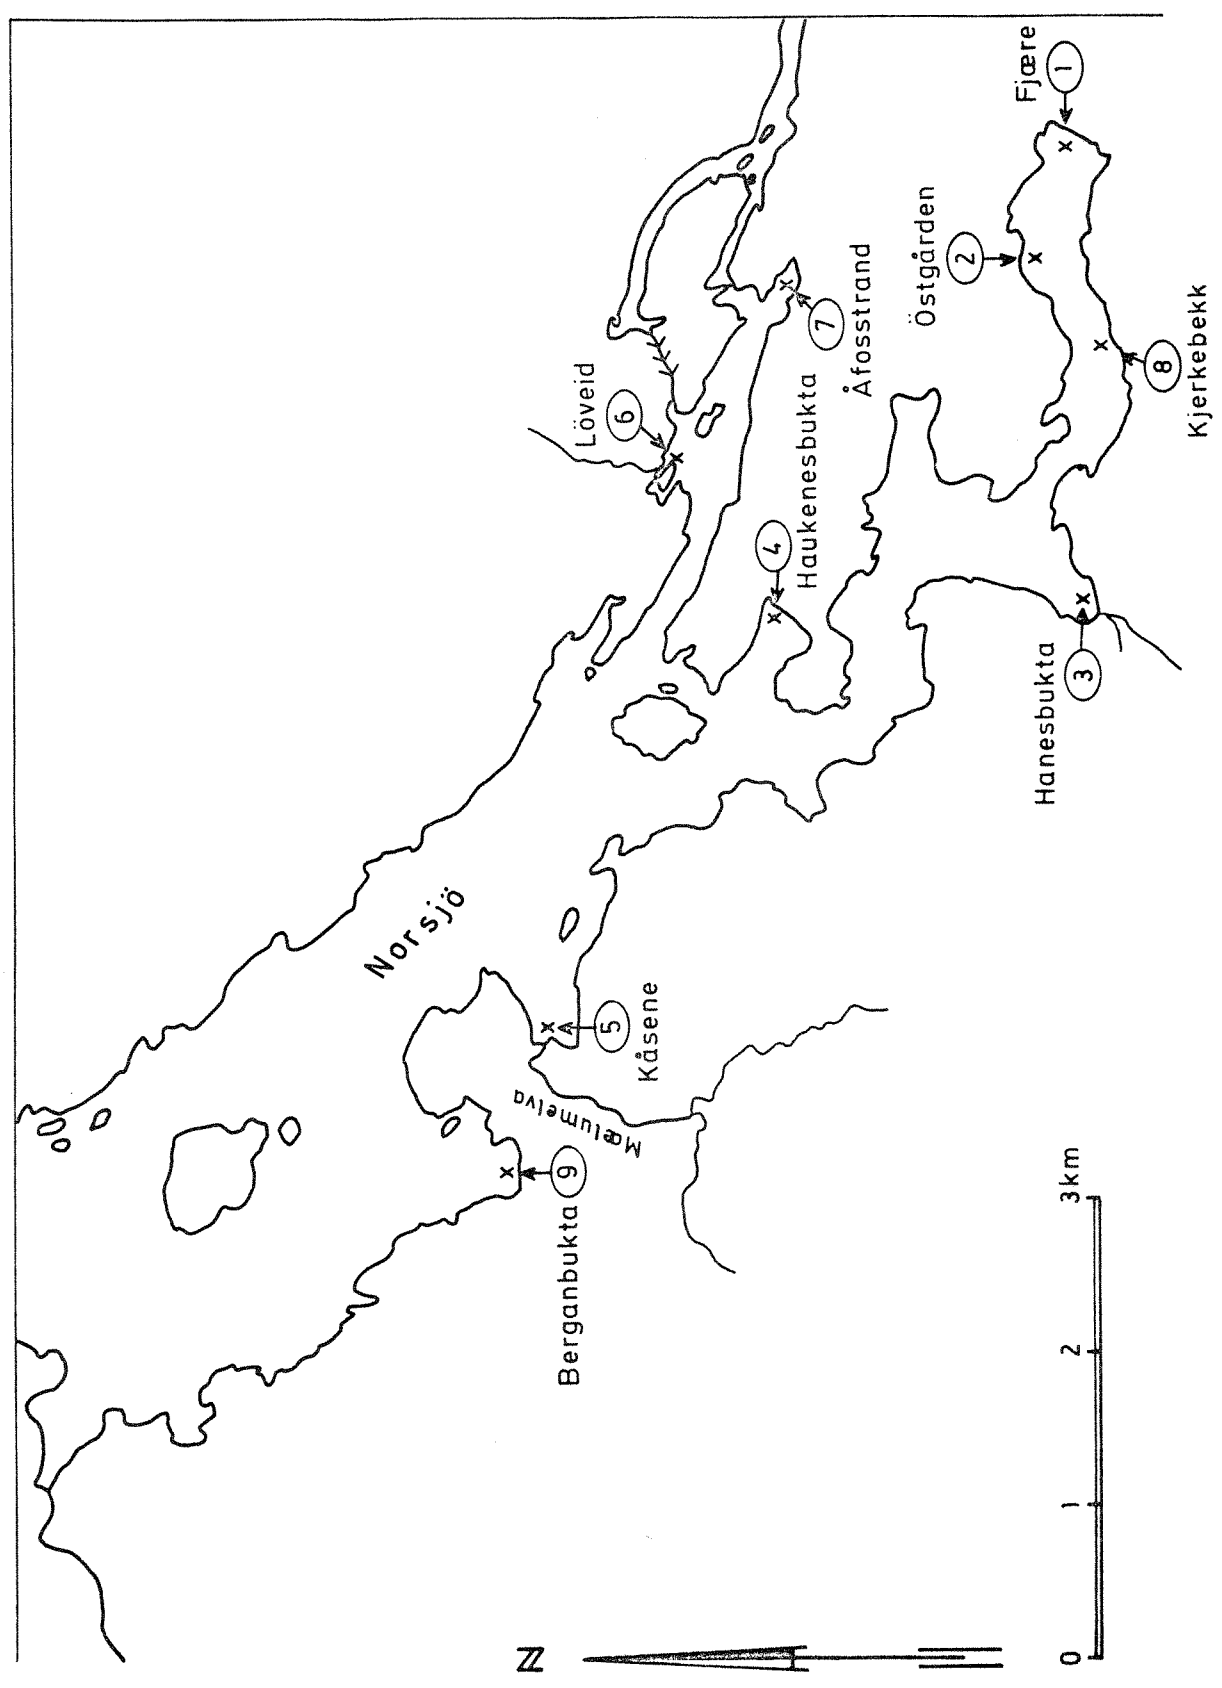 Fjære
1
Östgården
2
Löveid
6
7
Åfosstrand
8
Kjerkebekk
4
Haukenesbukta
Hanesbukta
3
Norsjö
5
Kåsene
Mælumelva
9
Berganbukta
N
0 1 2 3km